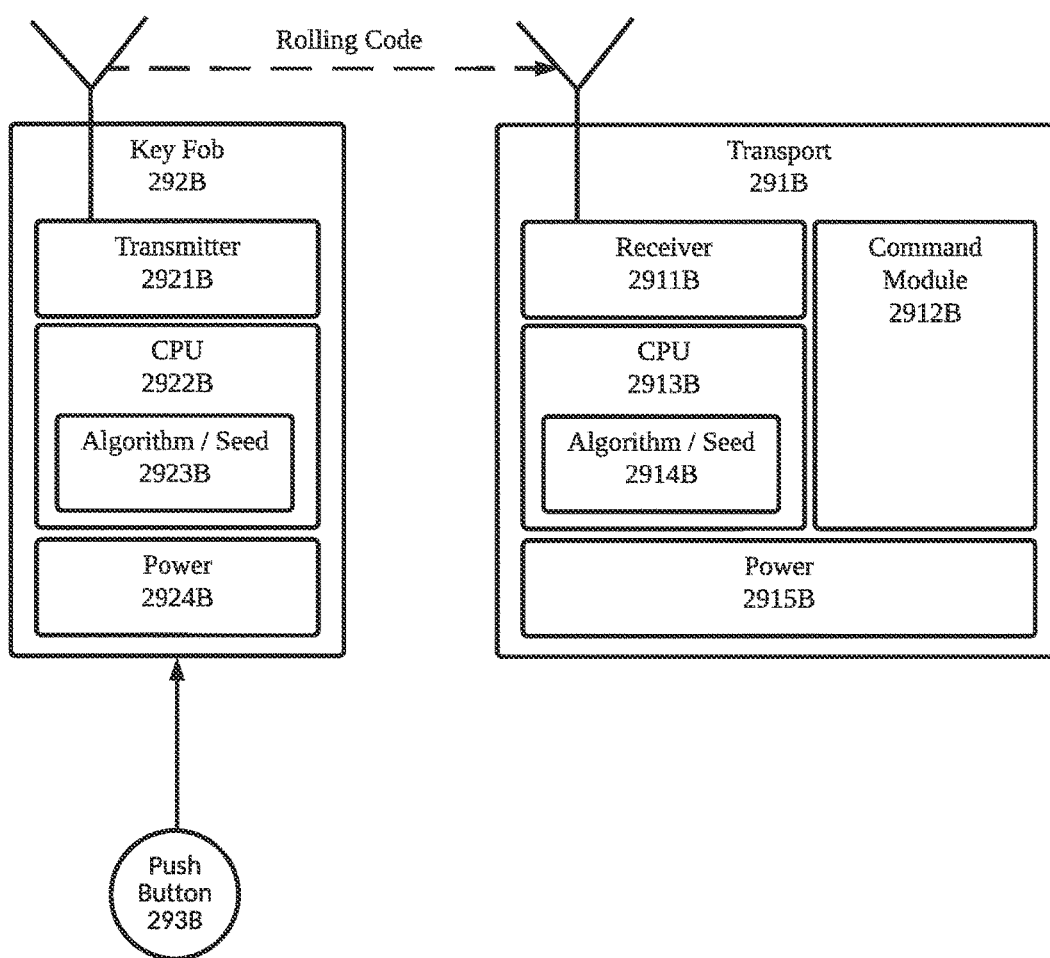 Rolling Code
Key Fob
292B
Transmitter
2921B
CPU
2922B
Algorithm / Seed
2923B
Power
2924B
Transport
291B
Receiver
2911B
Command
Module
2912B
CPU
2913B
Algorithm / Seed
2914B
Power
2915B
Push
Button
293B